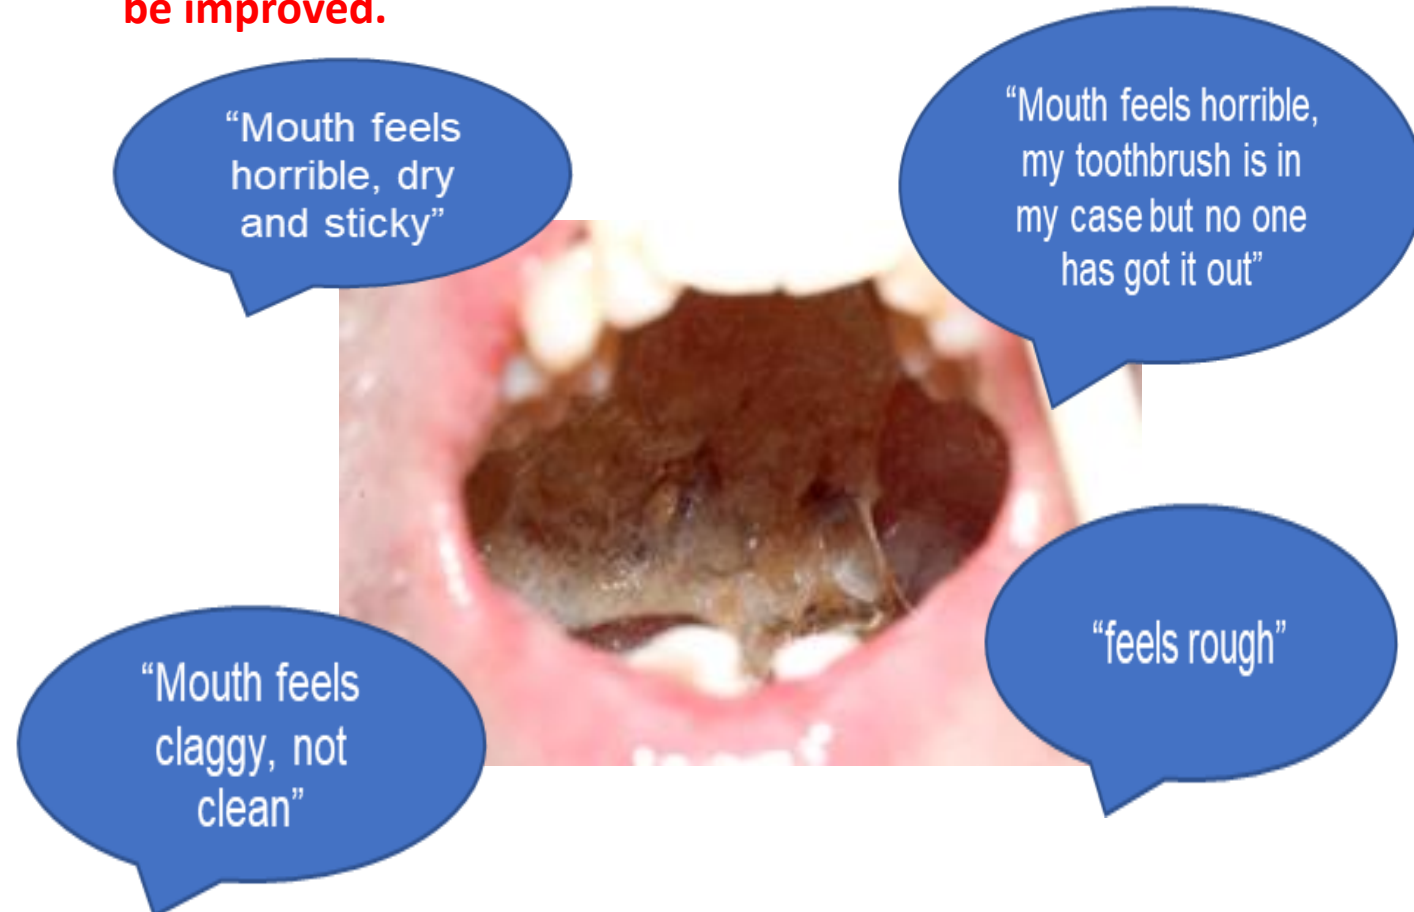 be improved.
“Mouth feels
horrible, dry
and sticky”
“Mouth feels horrible,
my toothbrush is in
my case but no one
has got it out”
“Mouth feels
claggy, not
clean”
“feels rough”